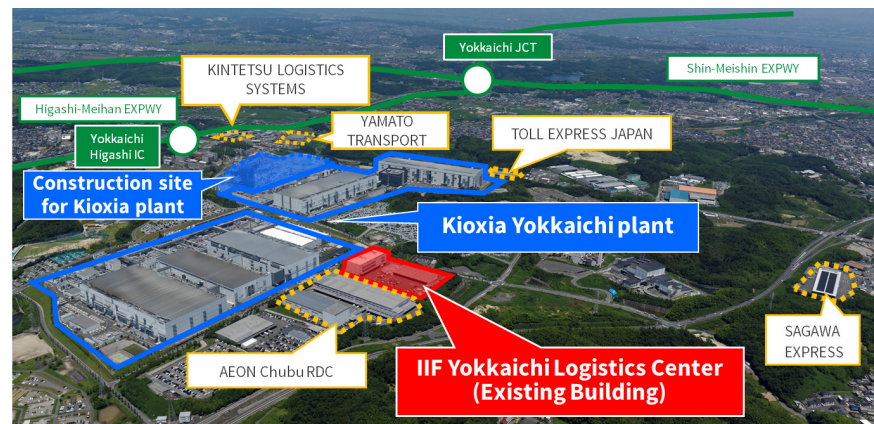 Yokkaichi JCT
KINTETSU LOGISTICS
SYSTEMS
Shin-Meishin EXPWY
Higashi-Meihan EXPWY
YAMATO
TRANSPORT
TOLL EXPRESS JAPAN
Yokkaichi
Higashi IC
Construction site
for Kioxia plant
Kioxia Yokkaichi plant
SAGAWA
EXPRESS
AEON Chubu RDC
IIF Yokkaichi Logistics Center
(Existing Building)